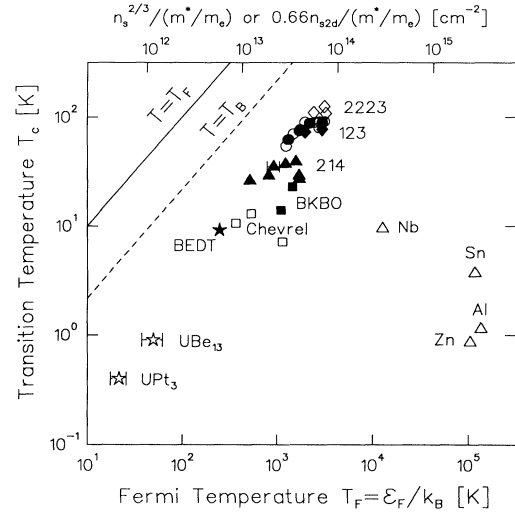 n_s^{2/3}/(m*/m_e) or 0.66n_{s2d}/(m*/m_e) [cm^{-2}]
10^{12} 10^{13} 10^{14} 10^{15}
Transition Temperature T_c [K]
10^2
10^1
10^0
10^{-1}
T=T_F
T=T_B
2223
123
214
BKBO
Chevrel
BEDT
Nb
Sn
Al
Zn
UBe_{13}
UPt_3
10^1 10^2 10^3 10^4 10^5
Fermi Temperature T_F=ℰ_F/k_B [K]